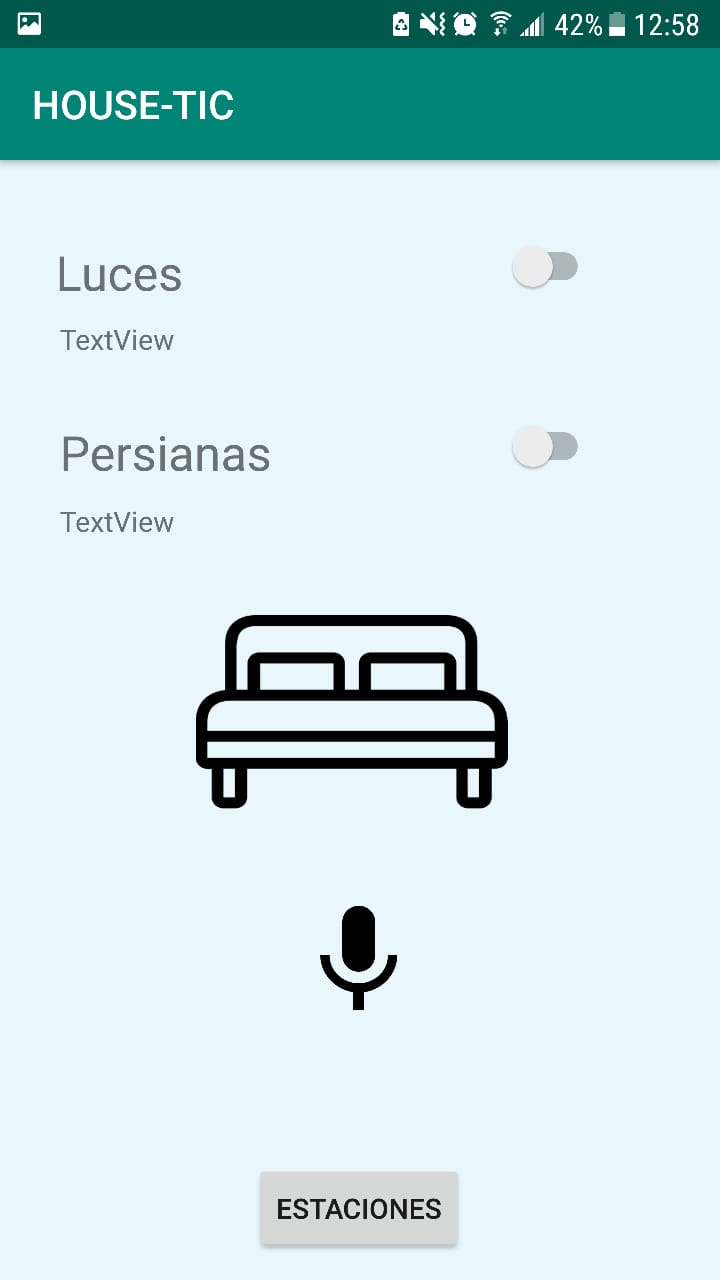 42% 12:58
HOUSE-TIC
Luces
TextView
Persianas
TextView
ESTACIONES